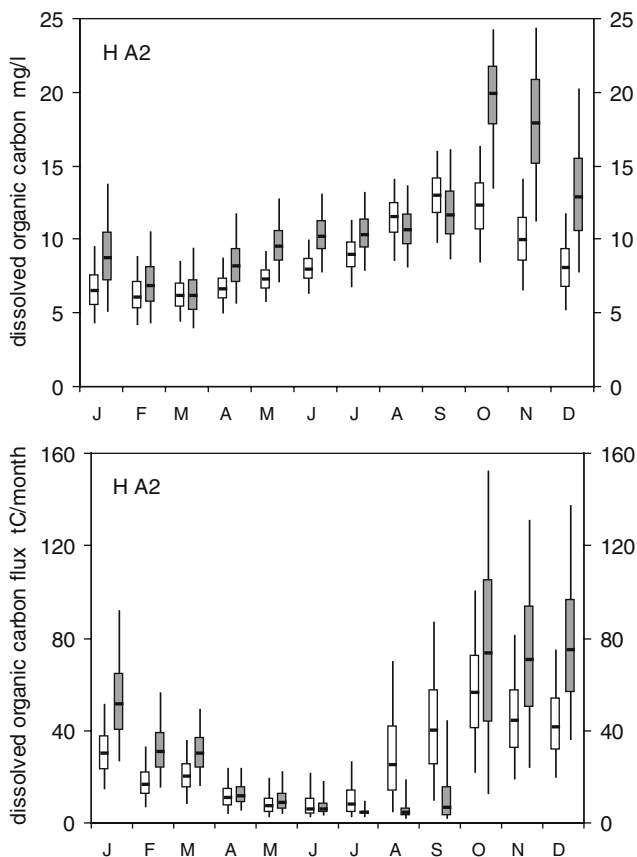 dissolved organic carbon mg/l
H A2
25 25
20 20
15 15
10 10
5 5
0 0
J F M A M J J A S O N D
dissolved organic carbon flux tC/month
H A2
160 160
120 120
80 80
40 40
0 0
J F M A M J J A S O N D